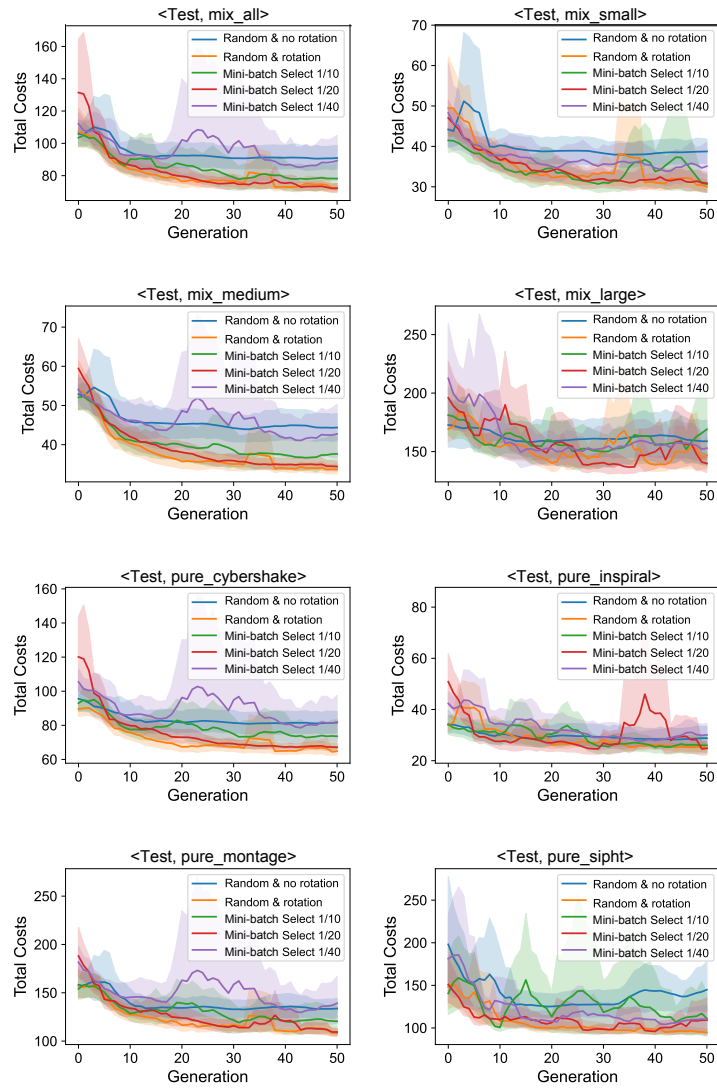 <Test, mix_all>
Total Costs
160
140
120
100
80
Random & no rotation
Random & rotation
Mini-batch Select 1/10
Mini-batch Select 1/20
Mini-batch Select 1/40
0 10 20 30 40 50
Generation
<Test, mix_small>
Total Costs
70
60
50
40
30
Random & no rotation
Random & rotation
Mini-batch Select 1/10
Mini-batch Select 1/20
Mini-batch Select 1/40
0 10 20 30 40 50
Generation
<Test, mix_medium>
Total Costs
70
60
50
40
Random & no rotation
Random & rotation
Mini-batch Select 1/10
Mini-batch Select 1/20
Mini-batch Select 1/40
0 10 20 30 40 50
Generation
<Test, mix_large>
Total Costs
250
200
150
Random & no rotation
Random & rotation
Mini-batch Select 1/10
Mini-batch Select 1/20
Mini-batch Select 1/40
0 10 20 30 40 50
Generation
<Test, pure_cybershake>
Total Costs
160
140
120
100
80
60
Random & no rotation
Random & rotation
Mini-batch Select 1/10
Mini-batch Select 1/20
Mini-batch Select 1/40
0 10 20 30 40 50
Generation
<Test, pure_inspiral>
Total Costs
80
60
40
20
Random & no rotation
Random & rotation
Mini-batch Select 1/10
Mini-batch Select 1/20
Mini-batch Select 1/40
0 10 20 30 40 50
Generation
<Test, pure_montage>
Total Costs
250
200
150
100
Random & no rotation
Random & rotation
Mini-batch Select 1/10
Mini-batch Select 1/20
Mini-batch Select 1/40
0 10 20 30 40 50
Generation
<Test, pure_sipht>
Total Costs
250
200
150
100
Random & no rotation
Random & rotation
Mini-batch Select 1/10
Mini-batch Select 1/20
Mini-batch Select 1/40
0 10 20 30 40 50
Generation